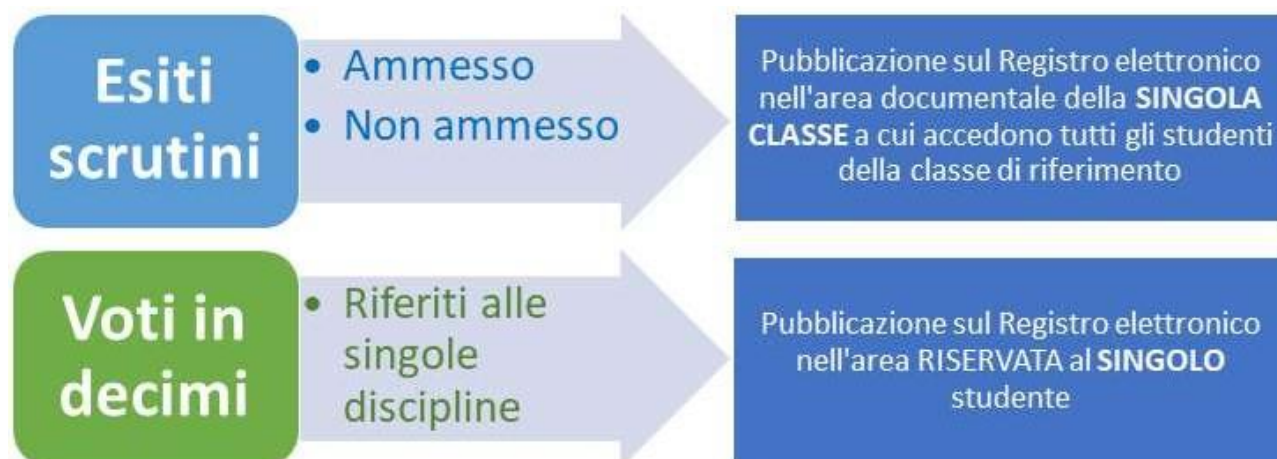 Esiti
scrutini
• Ammesso
• Non ammesso
Pubblicazione sul Registro elettronico
nell'area documentale della SINGOLA
CLASSE a cui accedono tutti gli studenti
della classe di riferimento
Voti in
decimi
• Riferiti alle
singole
discipline
Pubblicazione sul Registro elettronico
nell'area RISERVATA al SINGOLO
studente